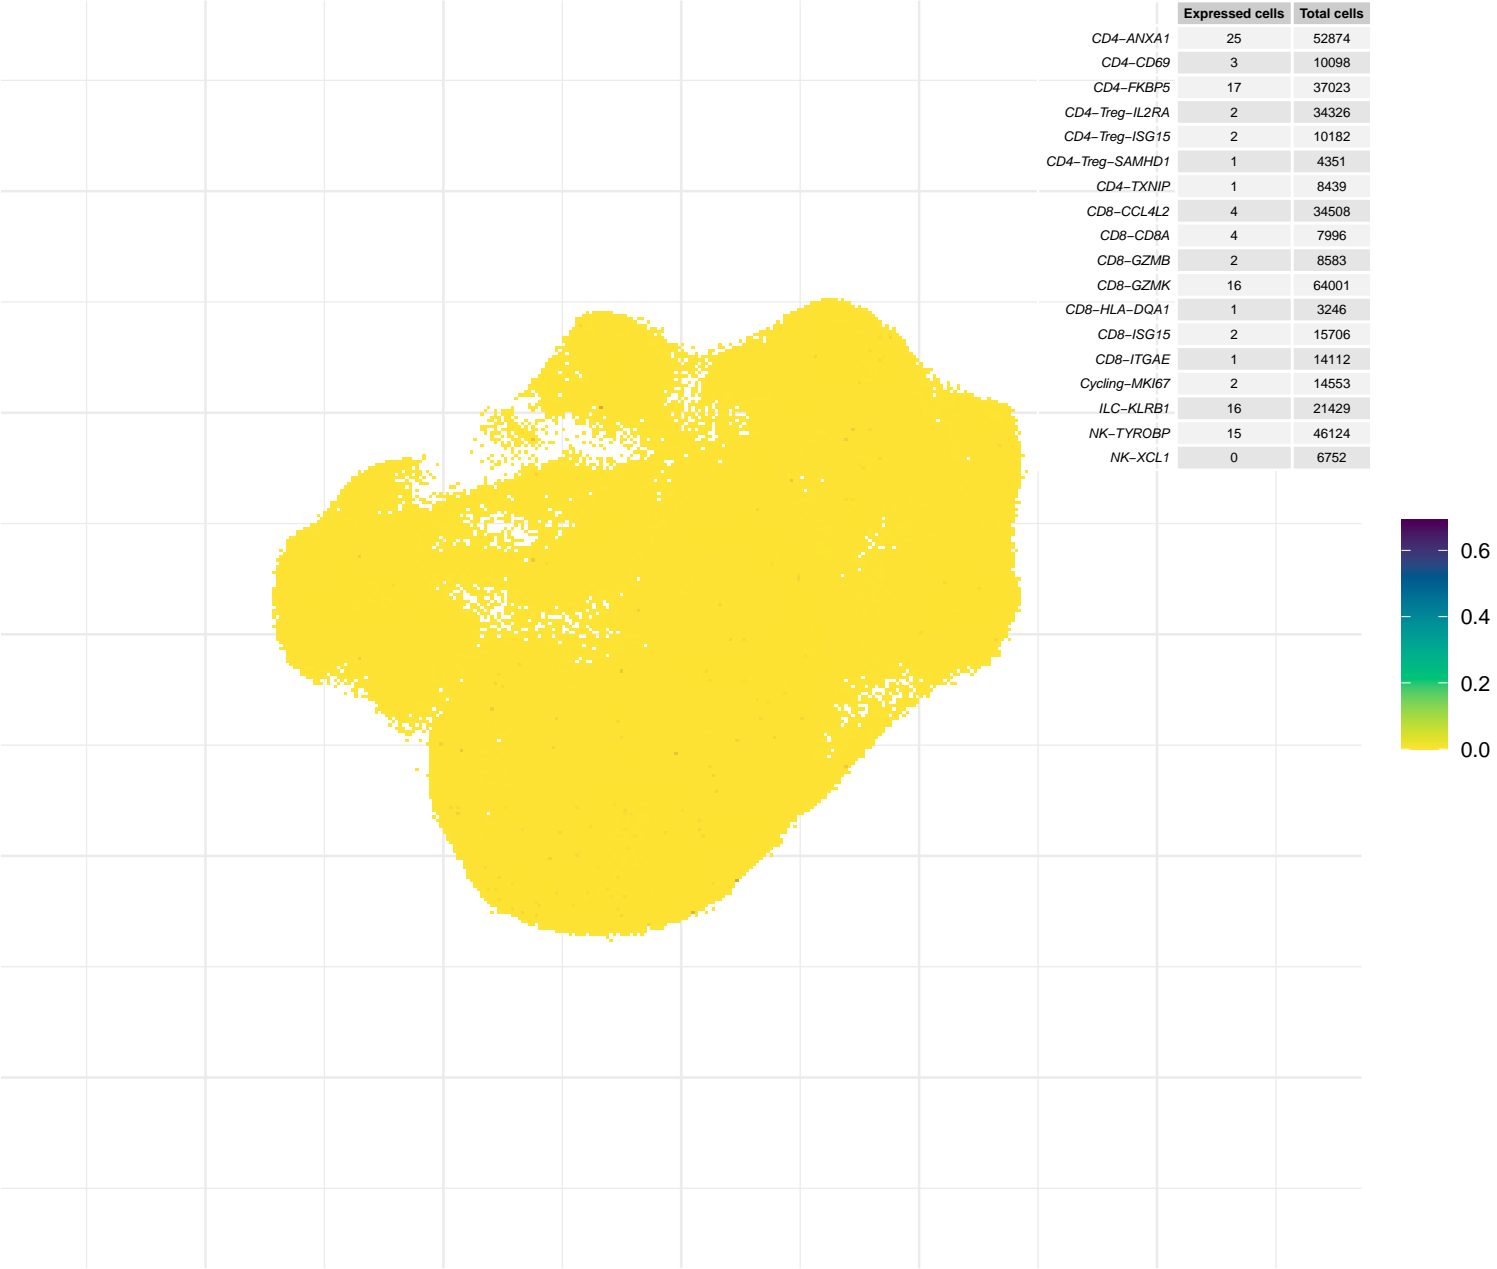 Expressed cells Total cells
CD4−ANXA1 25 52874
CD4−CD69 3 10098
CD4−FKBP5 17 37023
CD4−Treg−IL2RA 2 34326
CD4−Treg−ISG15 2 10182
CD4−Treg−SAMHD1 1 4351
CD4−TXNIP 1 8439
CD8−CCL4L2 4 34508
CD8−CD8A 4 7996
CD8−GZMB 2 8583
CD8−GZMK 16 64001
CD8−HLA−DQA1 1 3246
CD8−ISG15 2 15706
CD8−ITGAE 1 14112
Cycling−MKI67 2 14553
ILC−KLRB1 16 21429
NK−TYROBP 15 46124
NK−XCL1 0 6752
0.6
0.4
0.2
0.0